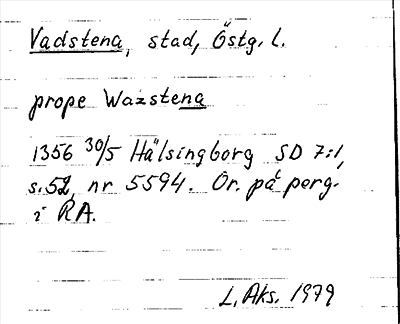 Vadstena, stad, Östg. l.
prope Wazstena
1356 30/5 Hälsingborg SD 7:1,
s. 52, nr 5594. Or. på perg.
i RA.
L. Aks. 1979